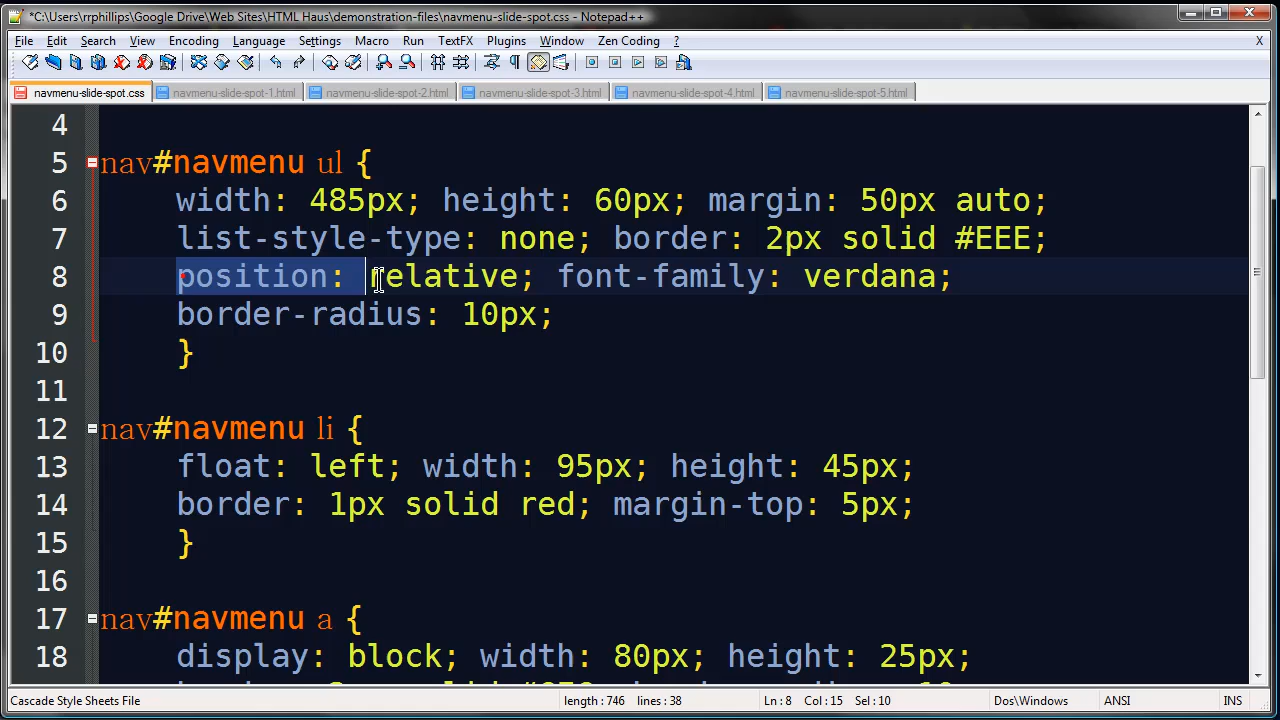 *C:\Users\rrphillips\Google Drive\Web Sites\HTML Haus\demonstration-files\navmenu-slide-spot.css - Notepad++
File Edit Search View Encoding Language Settings Macro Run TextFX Plugins Window Zen Coding ? X
navmenu-slide-spot.css navmenu-slide-spot-1.html navmenu-slide-spot-2.html navmenu-slide-spot-3.html navmenu-slide-spot-4.html navmenu-slide-spot-5.html
4
5 nav#navmenu ul {
6 width: 485px; height: 60px; margin: 50px auto;
7 list-style-type: none; border: 2px solid #EEE;
8 position: relative; font-family: verdana;
9 border-radius: 10px;
10 }
11
12 nav#navmenu li {
13 float: left; width: 95px; height: 45px;
14 border: 1px solid red; margin-top: 5px;
15 }
16
17 nav#navmenu a {
18 display: block; width: 80px; height: 25px;
Cascade Style Sheets File length : 746 lines : 38 Ln : 8 Col : 15 Sel : 10 Dos\Windows ANSI INS